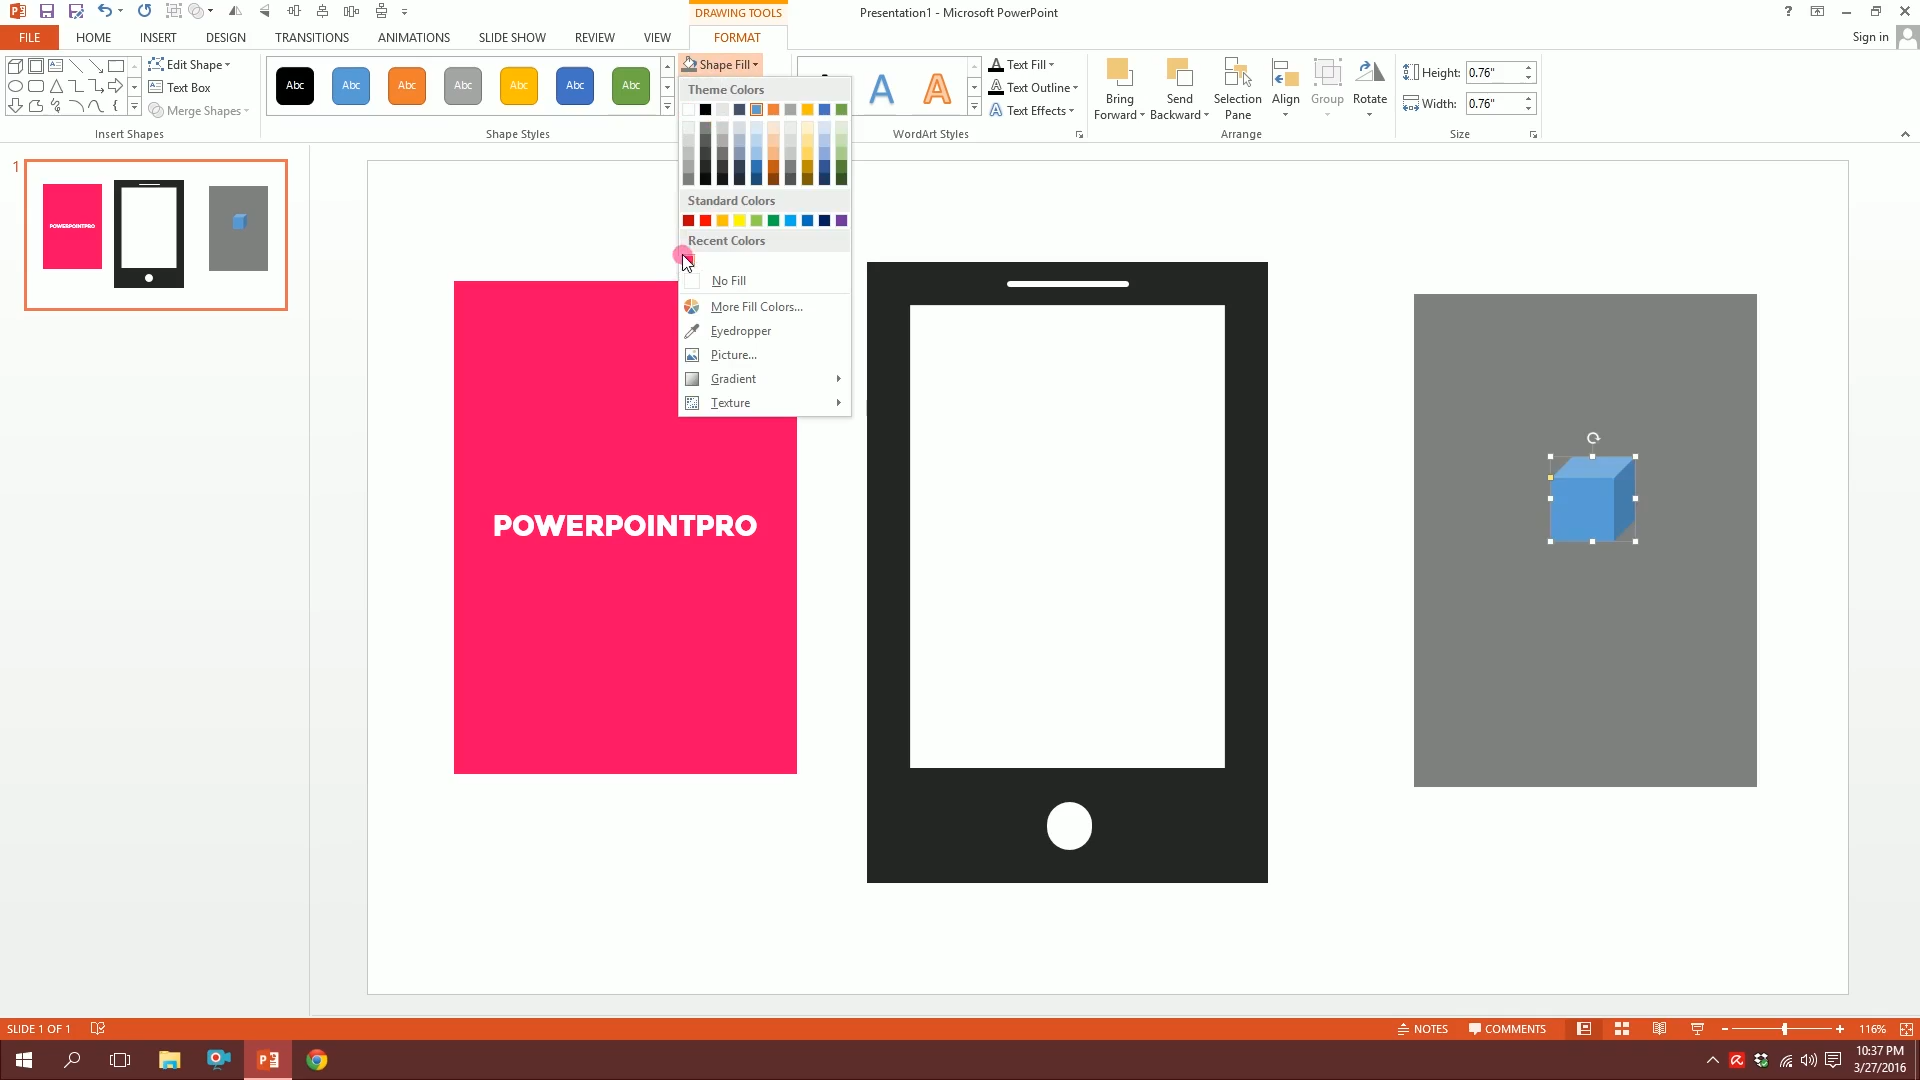 DRAWING TOOLS
Presentation1 - Microsoft PowerPoint
?
FILE
HOME
INSERT
DESIGN
TRANSITIONS
ANIMATIONS
SLIDE SHOW
REVIEW
VIEW
FORMAT
Sign in
Edit Shape
Text Box
Merge Shapes
Insert Shapes
Abc
Abc
Abc
Abc
Abc
Abc
Abc
Shape Styles
Shape Fill
A
A
WordArt Styles
Text Fill
Text Outline
Text Effects
Bring Forward
Send Backward
Selection Pane
Align
Group
Rotate
Arrange
Height: 0.76"
Width: 0.76"
Size
Theme Colors
Standard Colors
Recent Colors
No Fill
More Fill Colors...
Eyedropper
Picture...
Gradient
Texture
1
POWERPOINTPRO
POWERPOINTPRO
SLIDE 1 OF 1
NOTES
COMMENTS
116%
10:37 PM
3/27/2016